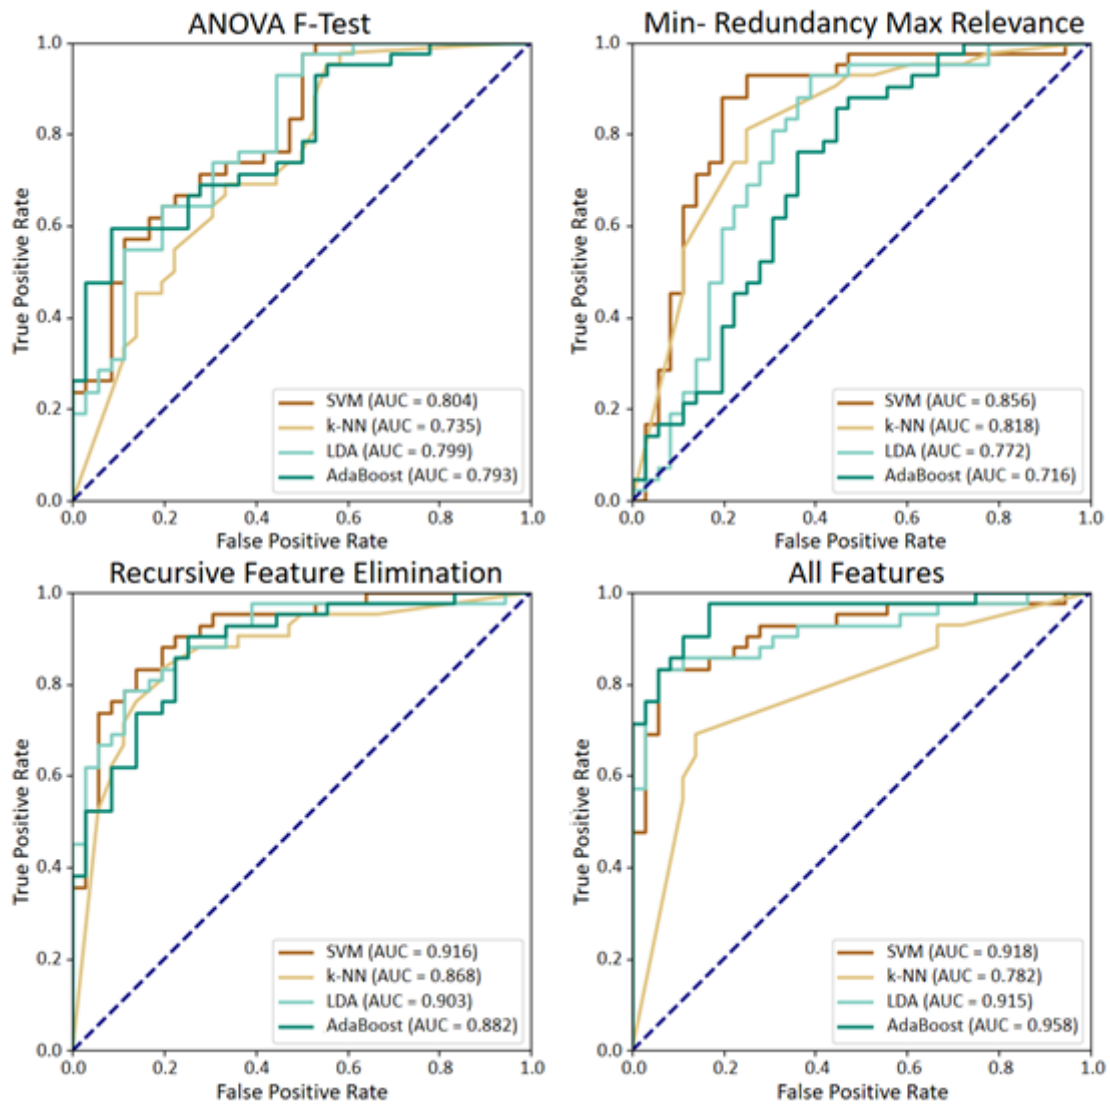 ANOVA F-Test
1.0
0.8
0.6
0.4
0.2
0.0
True Positive Rate
SVM (AUC = 0.804)
k-NN (AUC = 0.735)
LDA (AUC = 0.799)
AdaBoost (AUC = 0.793)
0.0 0.2 0.4 0.6 0.8 1.0
False Positive Rate
Min- Redundancy Max Relevance
1.0
0.8
0.6
0.4
0.2
0.0
True Positive Rate
SVM (AUC = 0.856)
k-NN (AUC = 0.818)
LDA (AUC = 0.772)
AdaBoost (AUC = 0.716)
0.0 0.2 0.4 0.6 0.8 1.0
False Positive Rate
Recursive Feature Elimination
1.0
0.8
0.6
0.4
0.2
0.0
True Positive Rate
SVM (AUC = 0.916)
k-NN (AUC = 0.868)
LDA (AUC = 0.903)
AdaBoost (AUC = 0.882)
0.0 0.2 0.4 0.6 0.8 1.0
False Positive Rate
All Features
1.0
0.8
0.6
0.4
0.2
0.0
True Positive Rate
SVM (AUC = 0.918)
k-NN (AUC = 0.782)
LDA (AUC = 0.915)
AdaBoost (AUC = 0.958)
0.0 0.2 0.4 0.6 0.8 1.0
False Positive Rate